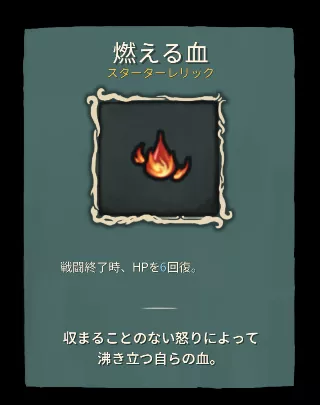 燃える血
スターターレリック
戦闘終了時、HPを6回復。
収まることのない怒りによって
沸き立つ自らの血。